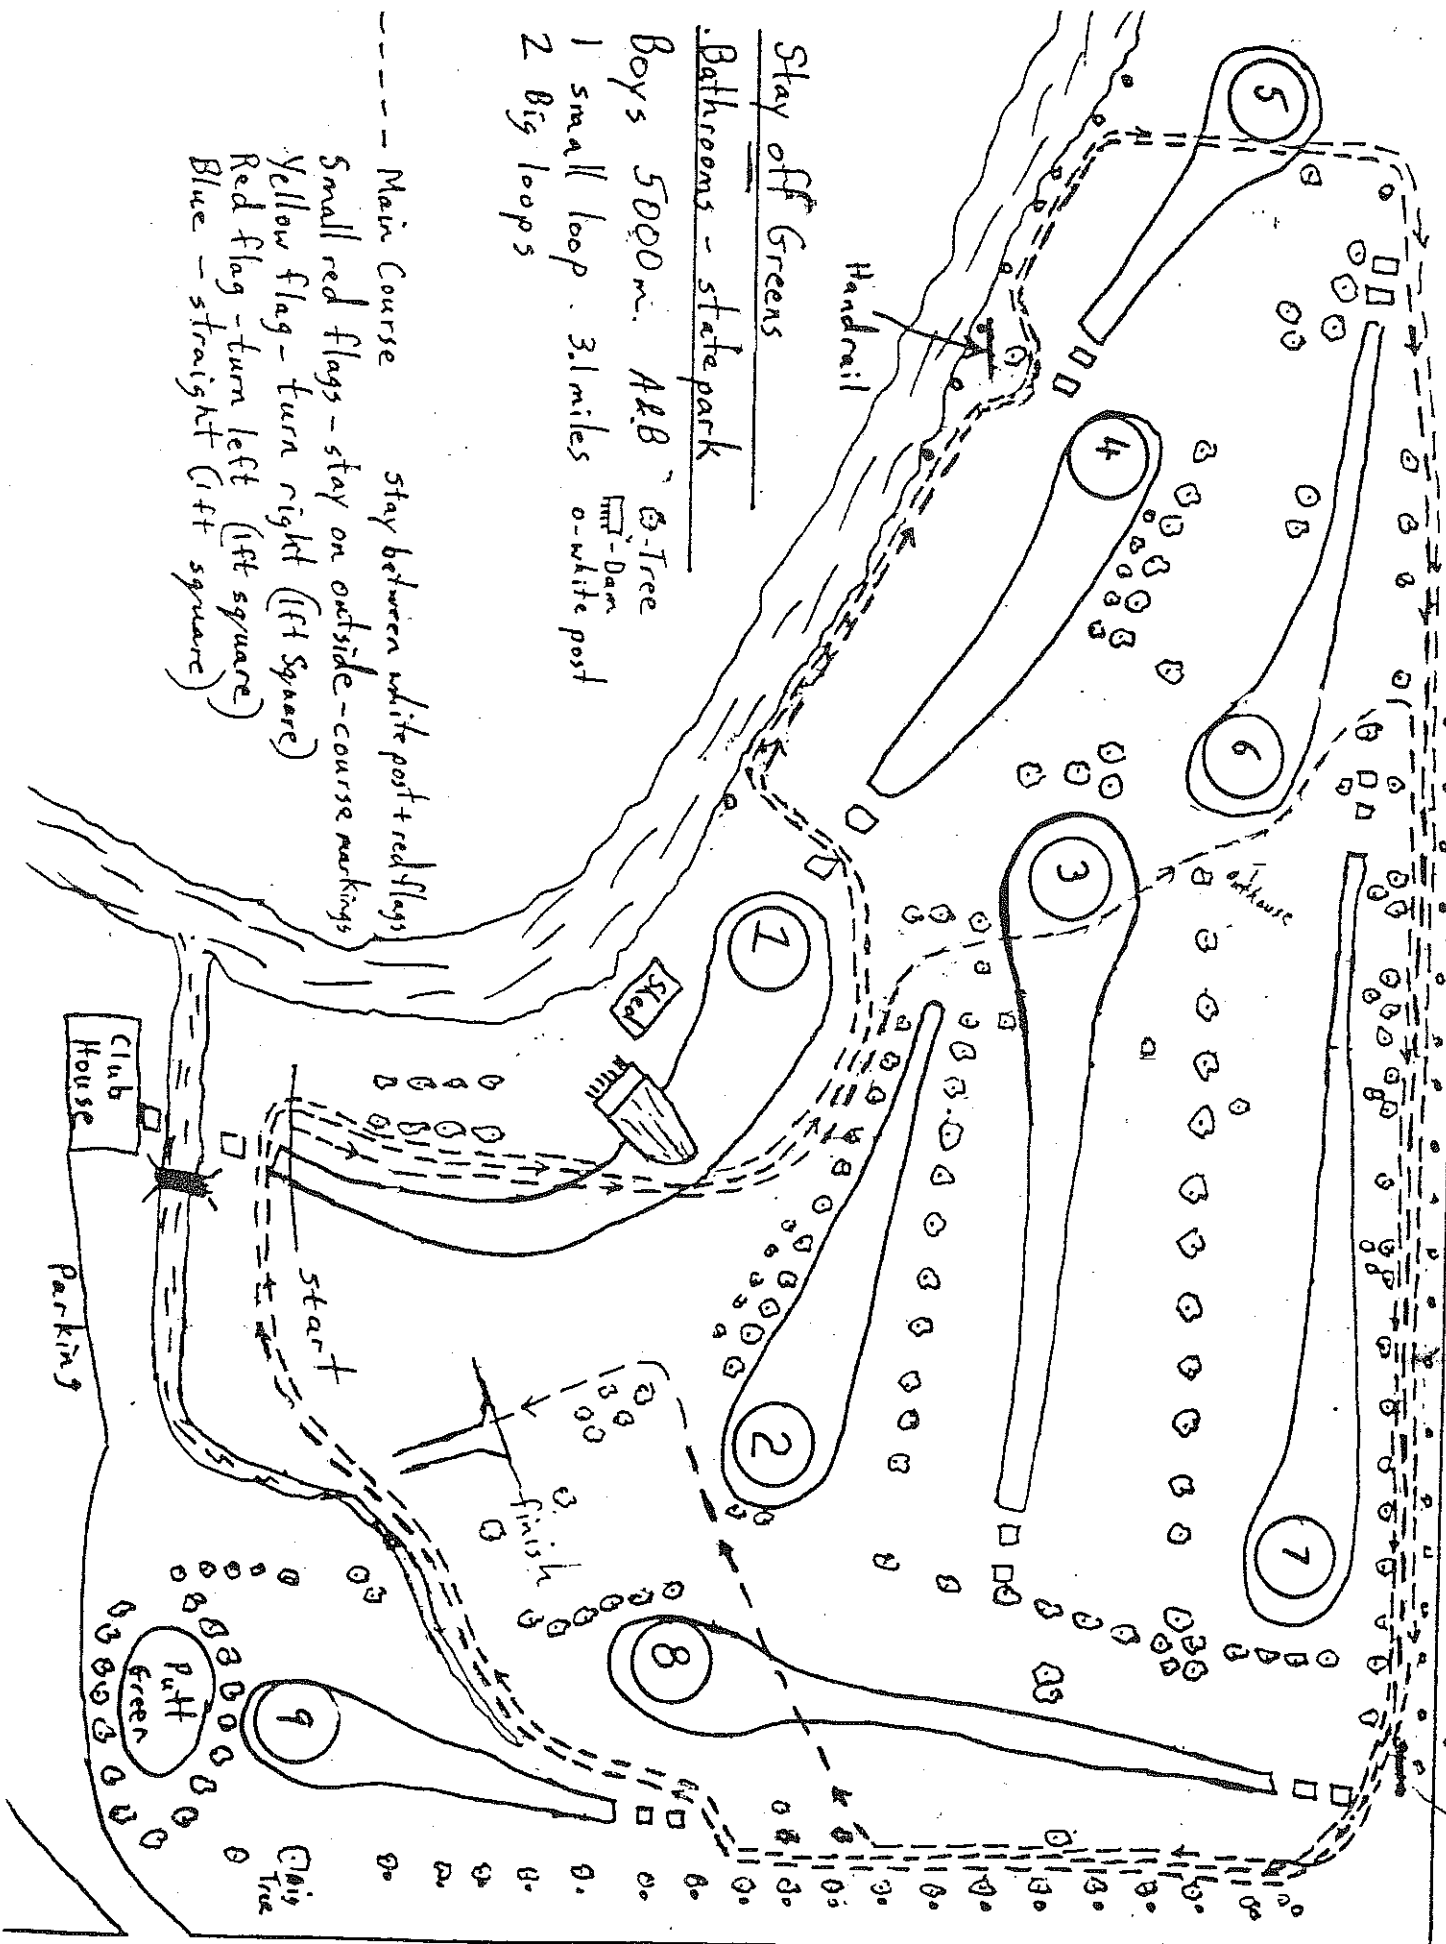 Stay off Greens
Bathrooms - state park
Boys 5000 m. A&B
1 small loop . 3.1 miles
2 Big loops
-Tree
-Dam
o-white post
---- Main Course
stay between white post + red flags
Small red flags - stay on outside - course markings
Yellow flag - turn right (1ft Square)
Red flag - turn left (1ft square)
Blue - straight (1ft square)
Handrail
5
4
6
3
outhouse
1
Shed
Club
House
start
Parking
2
finish
7
8
9
Putt
Green
big
Tree